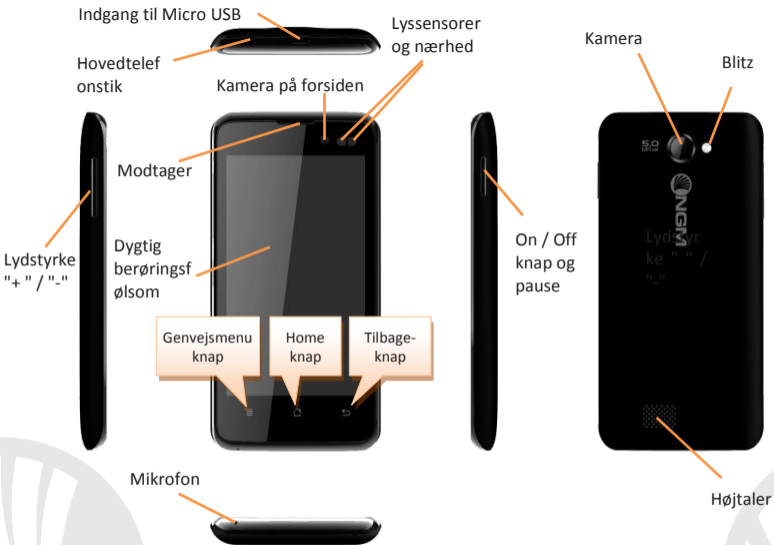 Indgang til Micro USB
Lyssensorer
og nærhed
Hovedtelef
onstik
Kamera på forsiden
Kamera
Blitz
5.0
Modtager
NGM
Lydstyrke
"+ " / "-"
Dygtig
berøringsf
ølsom
On / Off
knap og
pause
Lydstyr
ke " " /
"-"
Genvejsmenu
knap
Home
knap
Tilbage-
knap
Mikrofon
Højtaler